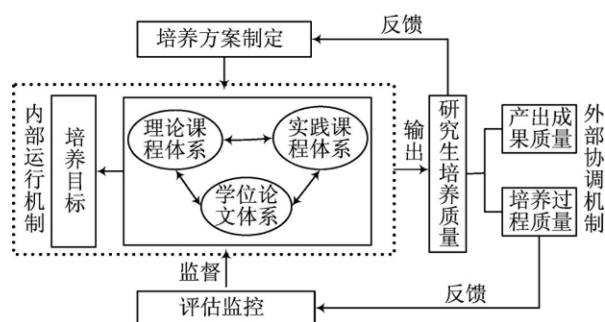 反馈
培养方案制定
内部运行机制
培养目标
理论课
程体系
实践课
程体系
学位论
文体系
输出
研究生培养质量
产出成
果质量
培养过
程质量
外部协调机制
监督
反馈
评估监控